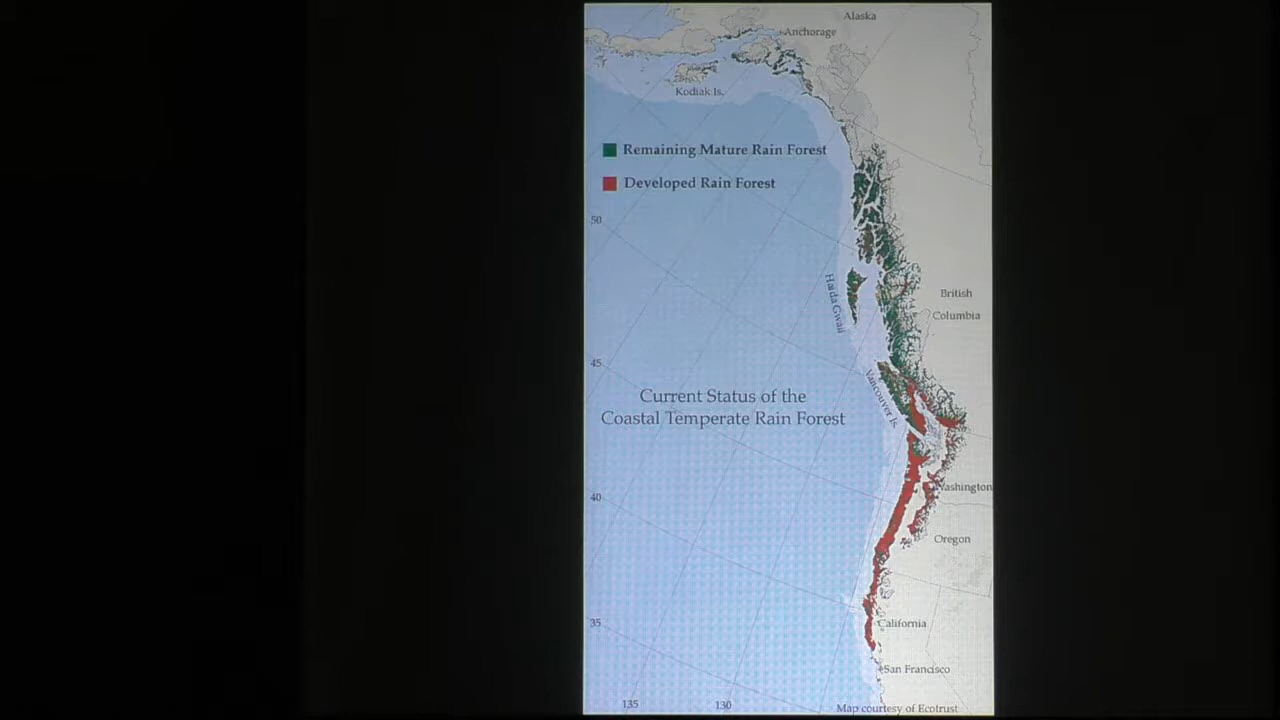 Alaska
Anchorage
Kodiak Is.
Remaining Mature Rain Forest
Developed Rain Forest
50
Haida Gwaii
British
Columbia
45
Vancouver Is.
Current Status of the
Coastal Temperate Rain Forest
40
Washington
Oregon
35
California
San Francisco
135
130
Map courtesy of Ecotrust